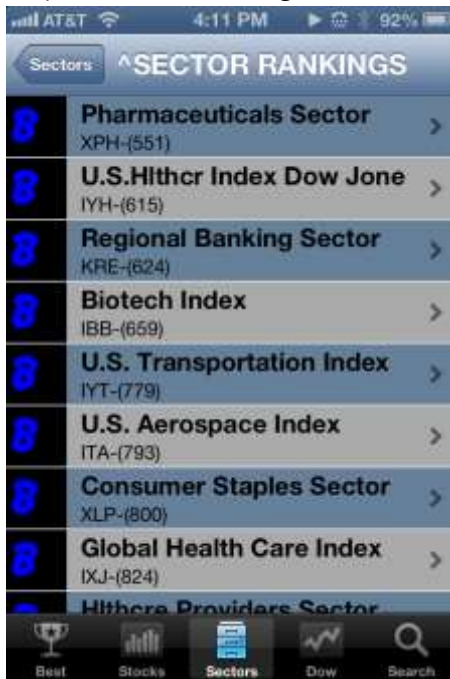 AT&T 4:11 PM 92%
Sectors ^SECTOR RANKINGS
8 Pharmaceuticals Sector
XPH-(551)
8 U.S.Hlthcr Index Dow Jone
IYH-(615)
8 Regional Banking Sector
KRE-(624)
8 Biotech Index
IBB-(659)
8 U.S. Transportation Index
IYT-(779)
8 U.S. Aerospace Index
ITA-(793)
8 Consumer Staples Sector
XLP-(800)
8 Global Health Care Index
IXJ-(824)
Hlthcre Providers Sector
Best Stocks Sectors Dow Search